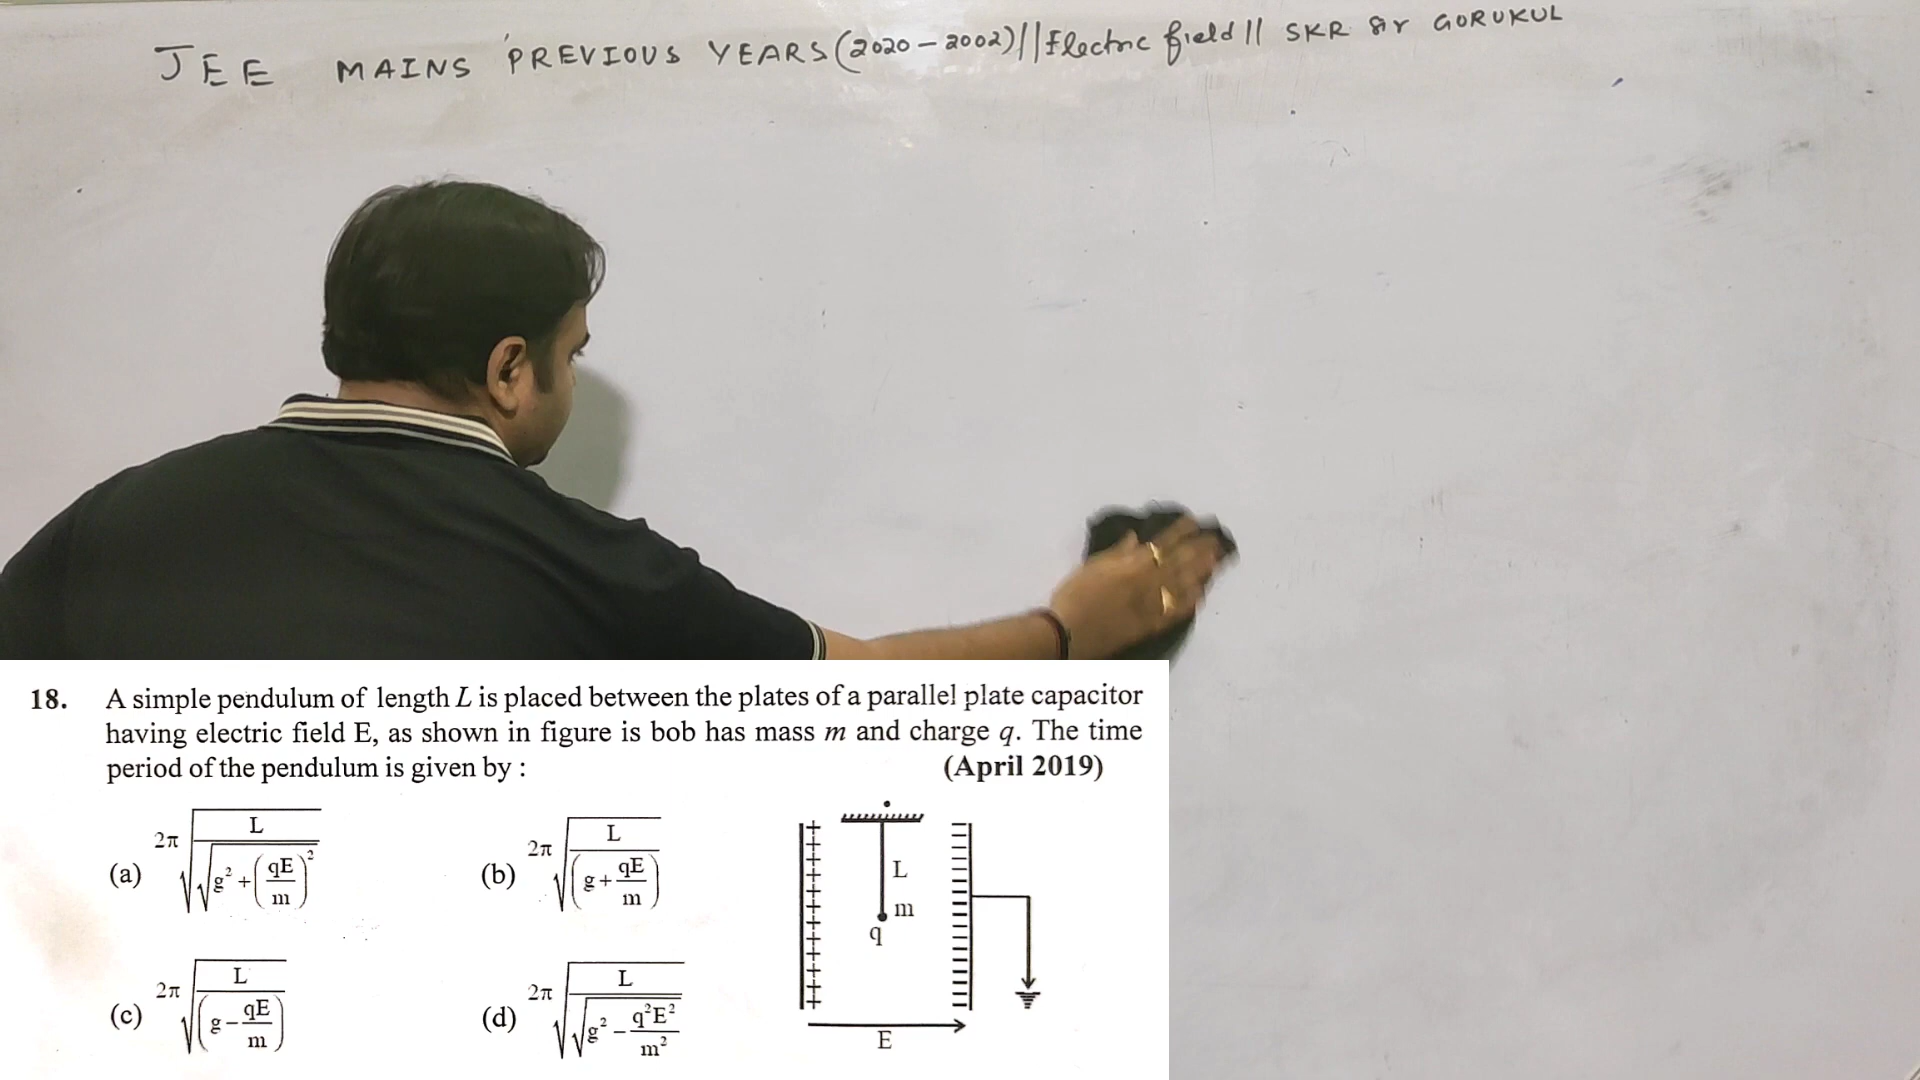 JEE MAINS PREVIOUS YEARS (2020-2002) || Electric field || SKR Sir GORUKUL
18. A simple pendulum of length L is placed between the plates of a parallel plate capacitor
having electric field E, as shown in figure is bob has mass m and charge q. The time
period of the pendulum is given by : (April 2019)
(a) 2π√(L/√(g²+(qE/m)²))
(b) 2π√(L/(g+qE/m))
(c) 2π√(L/(g-qE/m))
(d) 2π√(L/√(g²-q²E²/m²))
L
m
q
E